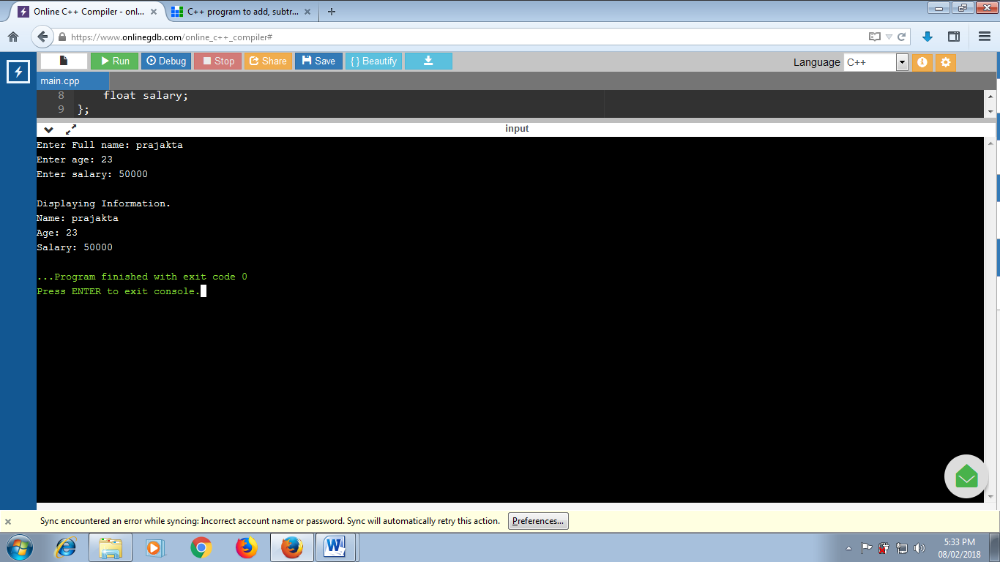 Online C++ Compiler - onl...
C++ program to add, subtr...
https://www.onlinegdb.com/online_c++_compiler#
Run Debug Stop Share Save { } Beautify
Language C++
main.cpp
8 float salary;
9 };
input
Enter Full name: prajakta
Enter age: 23
Enter salary: 50000
Displaying Information.
Name: prajakta
Age: 23
Salary: 50000
...Program finished with exit code 0
Press ENTER to exit console.
Sync encountered an error while syncing: Incorrect account name or password. Sync will automatically retry this action. Preferences...
5:33 PM
08/02/2018